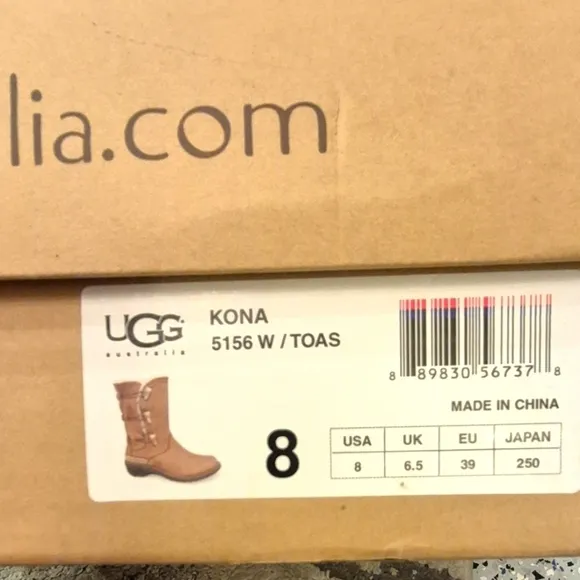 lia.com
UGG
australia
KONA
5156 W / TOAS
8 89830 56737 8
MADE IN CHINA
8
USA UK EU JAPAN
8 6.5 39 250